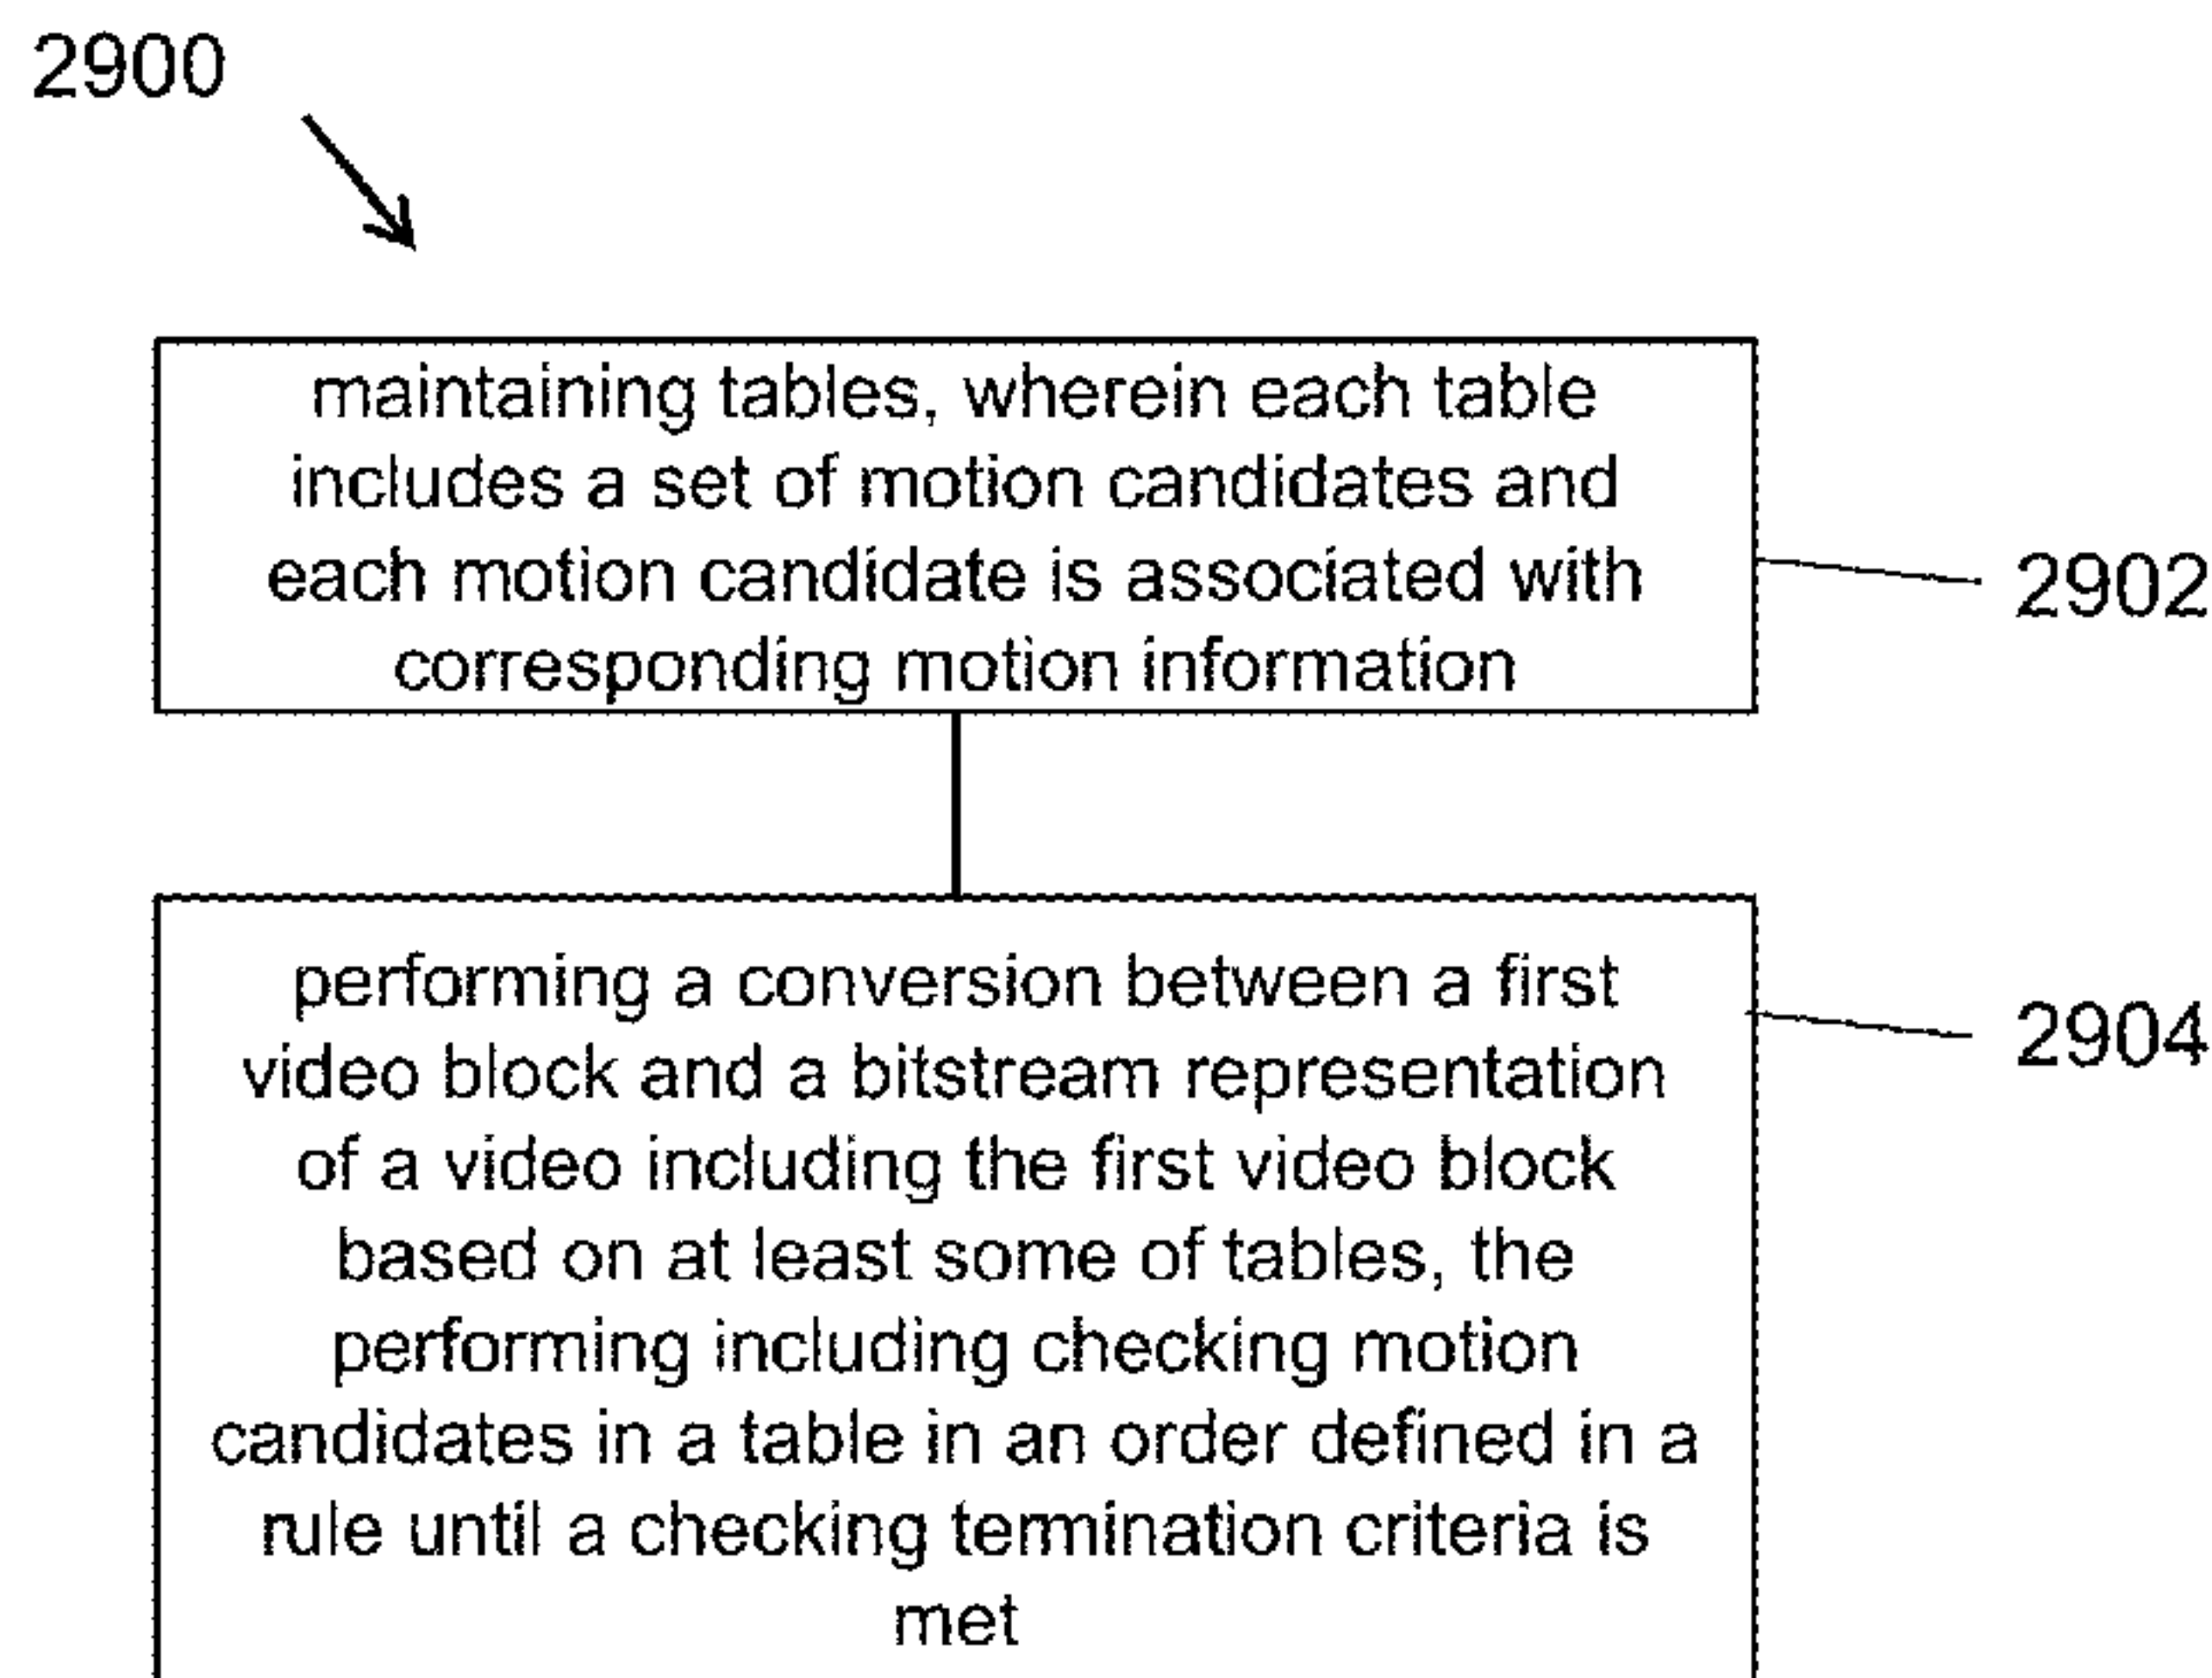 2900
maintaining tables, wherein each table
includes a set of motion candidates and
each motion candidate is associated with
corresponding motion information
2902
performing a conversion between a first
video block and a bitstream representation
of a video including the first video block
based on at least some of tables, the
performing including checking motion
candidates in a table in an order defined in a
rule until a checking termination criteria is
met
2904